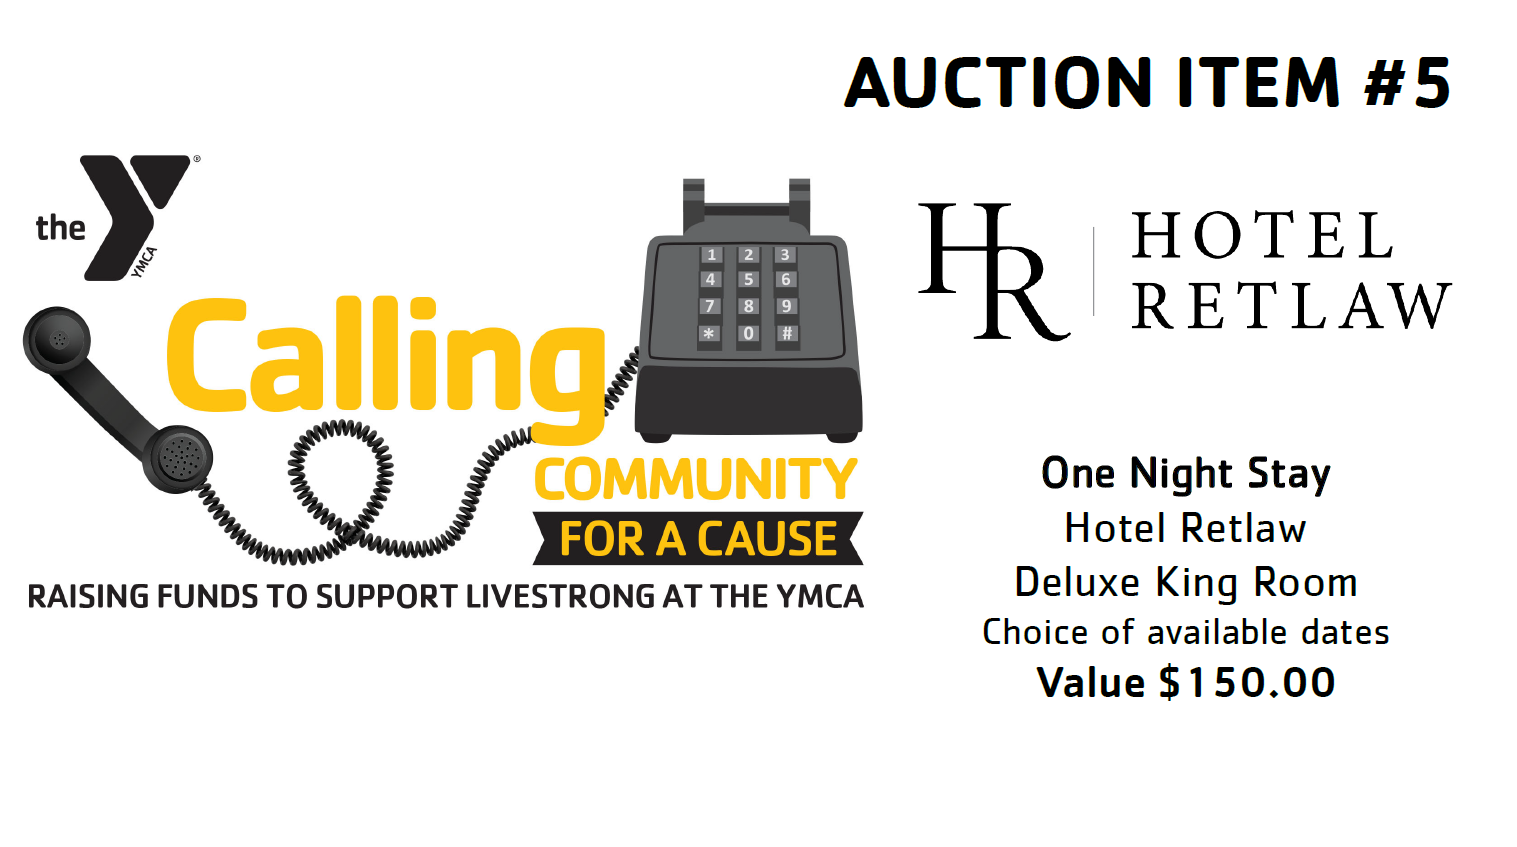 AUCTION ITEM #5
the
YMCA
®
Calling
COMMUNITY
FOR A CAUSE
RAISING FUNDS TO SUPPORT LIVESTRONG AT THE YMCA
1 2 3
4 5 6
7 8 9
* 0 #
HR
HOTEL
RETLAW
One Night Stay
Hotel Retlaw
Deluxe King Room
Choice of available dates
Value $150.00